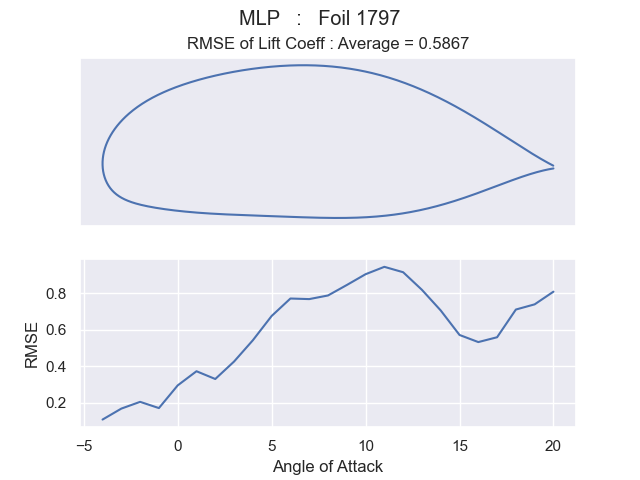 MLP : Foil 1797
RMSE of Lift Coeff : Average = 0.5867
0.8
0.6
0.4
0.2
RMSE
−5 0 5 10 15 20
Angle of Attack